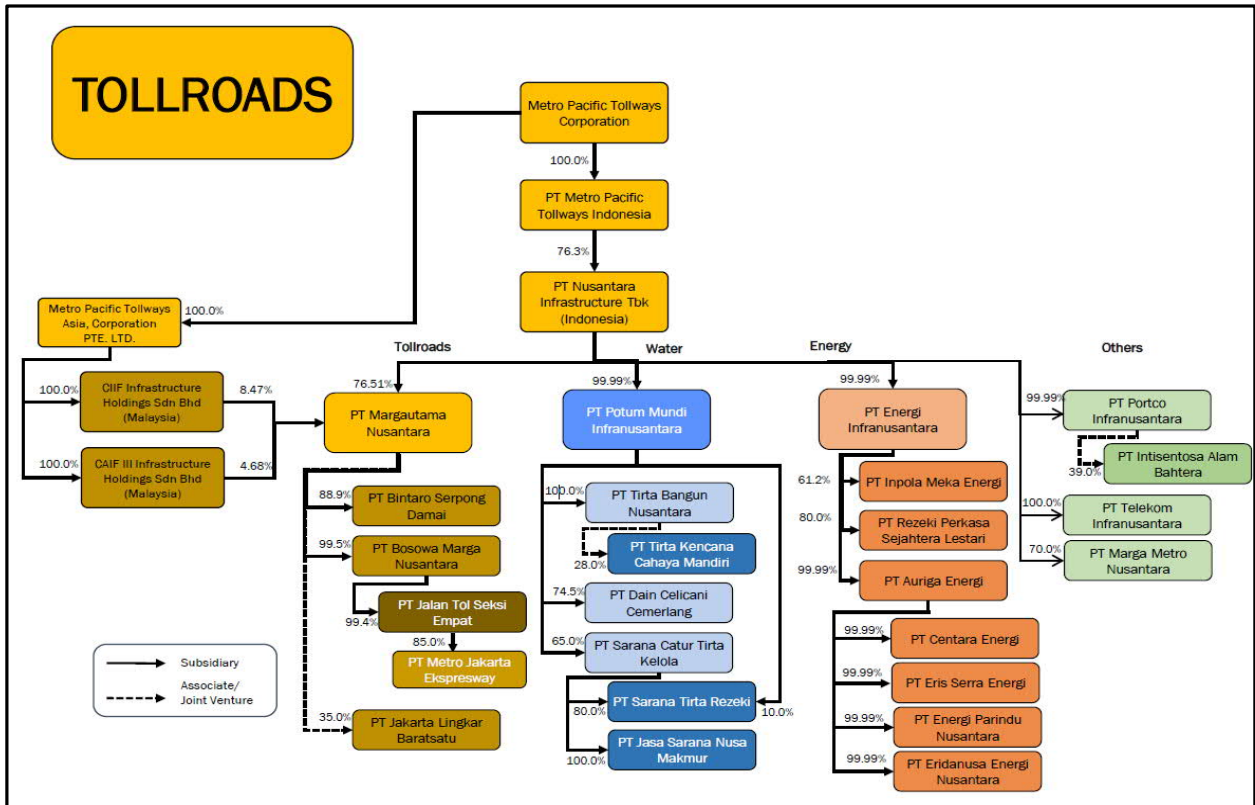 TOLLROADS
Metro Pacific Tollways
Corporation
100.0%
PT Metro Pacific
Tollways Indonesia
76.3%
PT Nusantara
Infrastructure Tbk
(Indonesia)
Metro Pacific Tollways
Asia, Corporation
PTE. LTD.
100.0%
Tollroads
Water
Energy
Others
100.0%
CIIF Infrastructure
Holdings Sdn Bhd
(Malaysia)
8.47%
100.0%
CAIF III Infrastructure
Holdings Sdn Bhd
(Malaysia)
4.68%
76.51%
PT Margautama
Nusantara
88.9%
PT Bintaro Serpong
Damai
99.5%
PT Bosowa Marga
Nusantara
99.4%
PT Jalan Tol Seksi
Empat
85.0%
PT Metro Jakarta
Ekspresway
35.0%
PT Jakarta Lingkar
Baratsatu
99.99%
PT Potum Mundi
Infranusantara
100.0%
PT Tirta Bangun
Nusantara
28.0%
PT Tirta Kencana
Cahaya Mandiri
74.5%
PT Dain Celicani
Cemerlang
65.0%
PT Sarana Catur Tirta
Kelola
80.0%
PT Sarana Tirta Rezeki
10.0%
100.0%
PT Jasa Sarana Nusa
Makmur
99.99%
PT Energi
Infranusantara
61.2%
PT Inpola Meka Energi
80.0%
PT Rezeki Perkasa
Sejahtera Lestari
99.99%
PT Auriga Energi
99.99%
PT Centara Energi
99.99%
PT Eris Serra Energi
99.99%
PT Energi Parindu
Nusantara
99.99%
PT Eridanusa Energi
Nusantara
99.99%
PT Portco
Infranusantara
39.0%
PT Intisentosa Alam
Bahtera
100.0%
PT Telekom
Infranusantara
70.0%
PT Marga Metro
Nusantara
Subsidiary
Associate/
Joint Venture